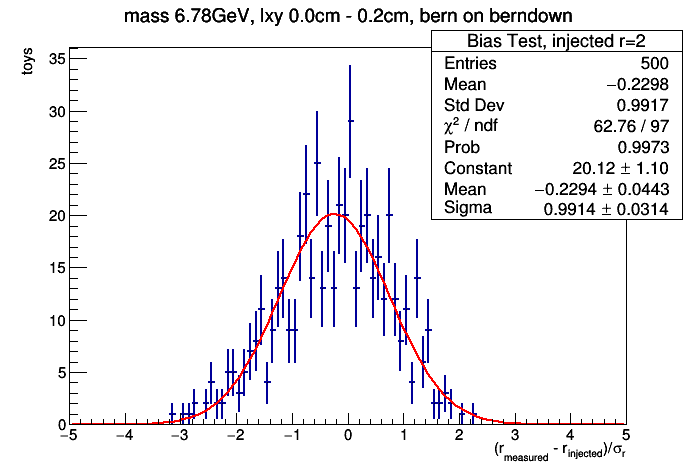 mass 6.78GeV, lxy 0.0cm - 0.2cm, bern on berndown
Bias Test, injected r=2
Entries 500
Mean −0.2298
Std Dev 0.9917
χ² / ndf 62.76 / 97
Prob 0.9973
Constant 20.12 ± 1.10
Mean −0.2294 ± 0.0443
Sigma 0.9914 ± 0.0314
toys
35
30
25
20
15
10
5
0
−5 −4 −3 −2 −1 0 1 2 3 4 5
(r_measured - r_injected)/σ_r